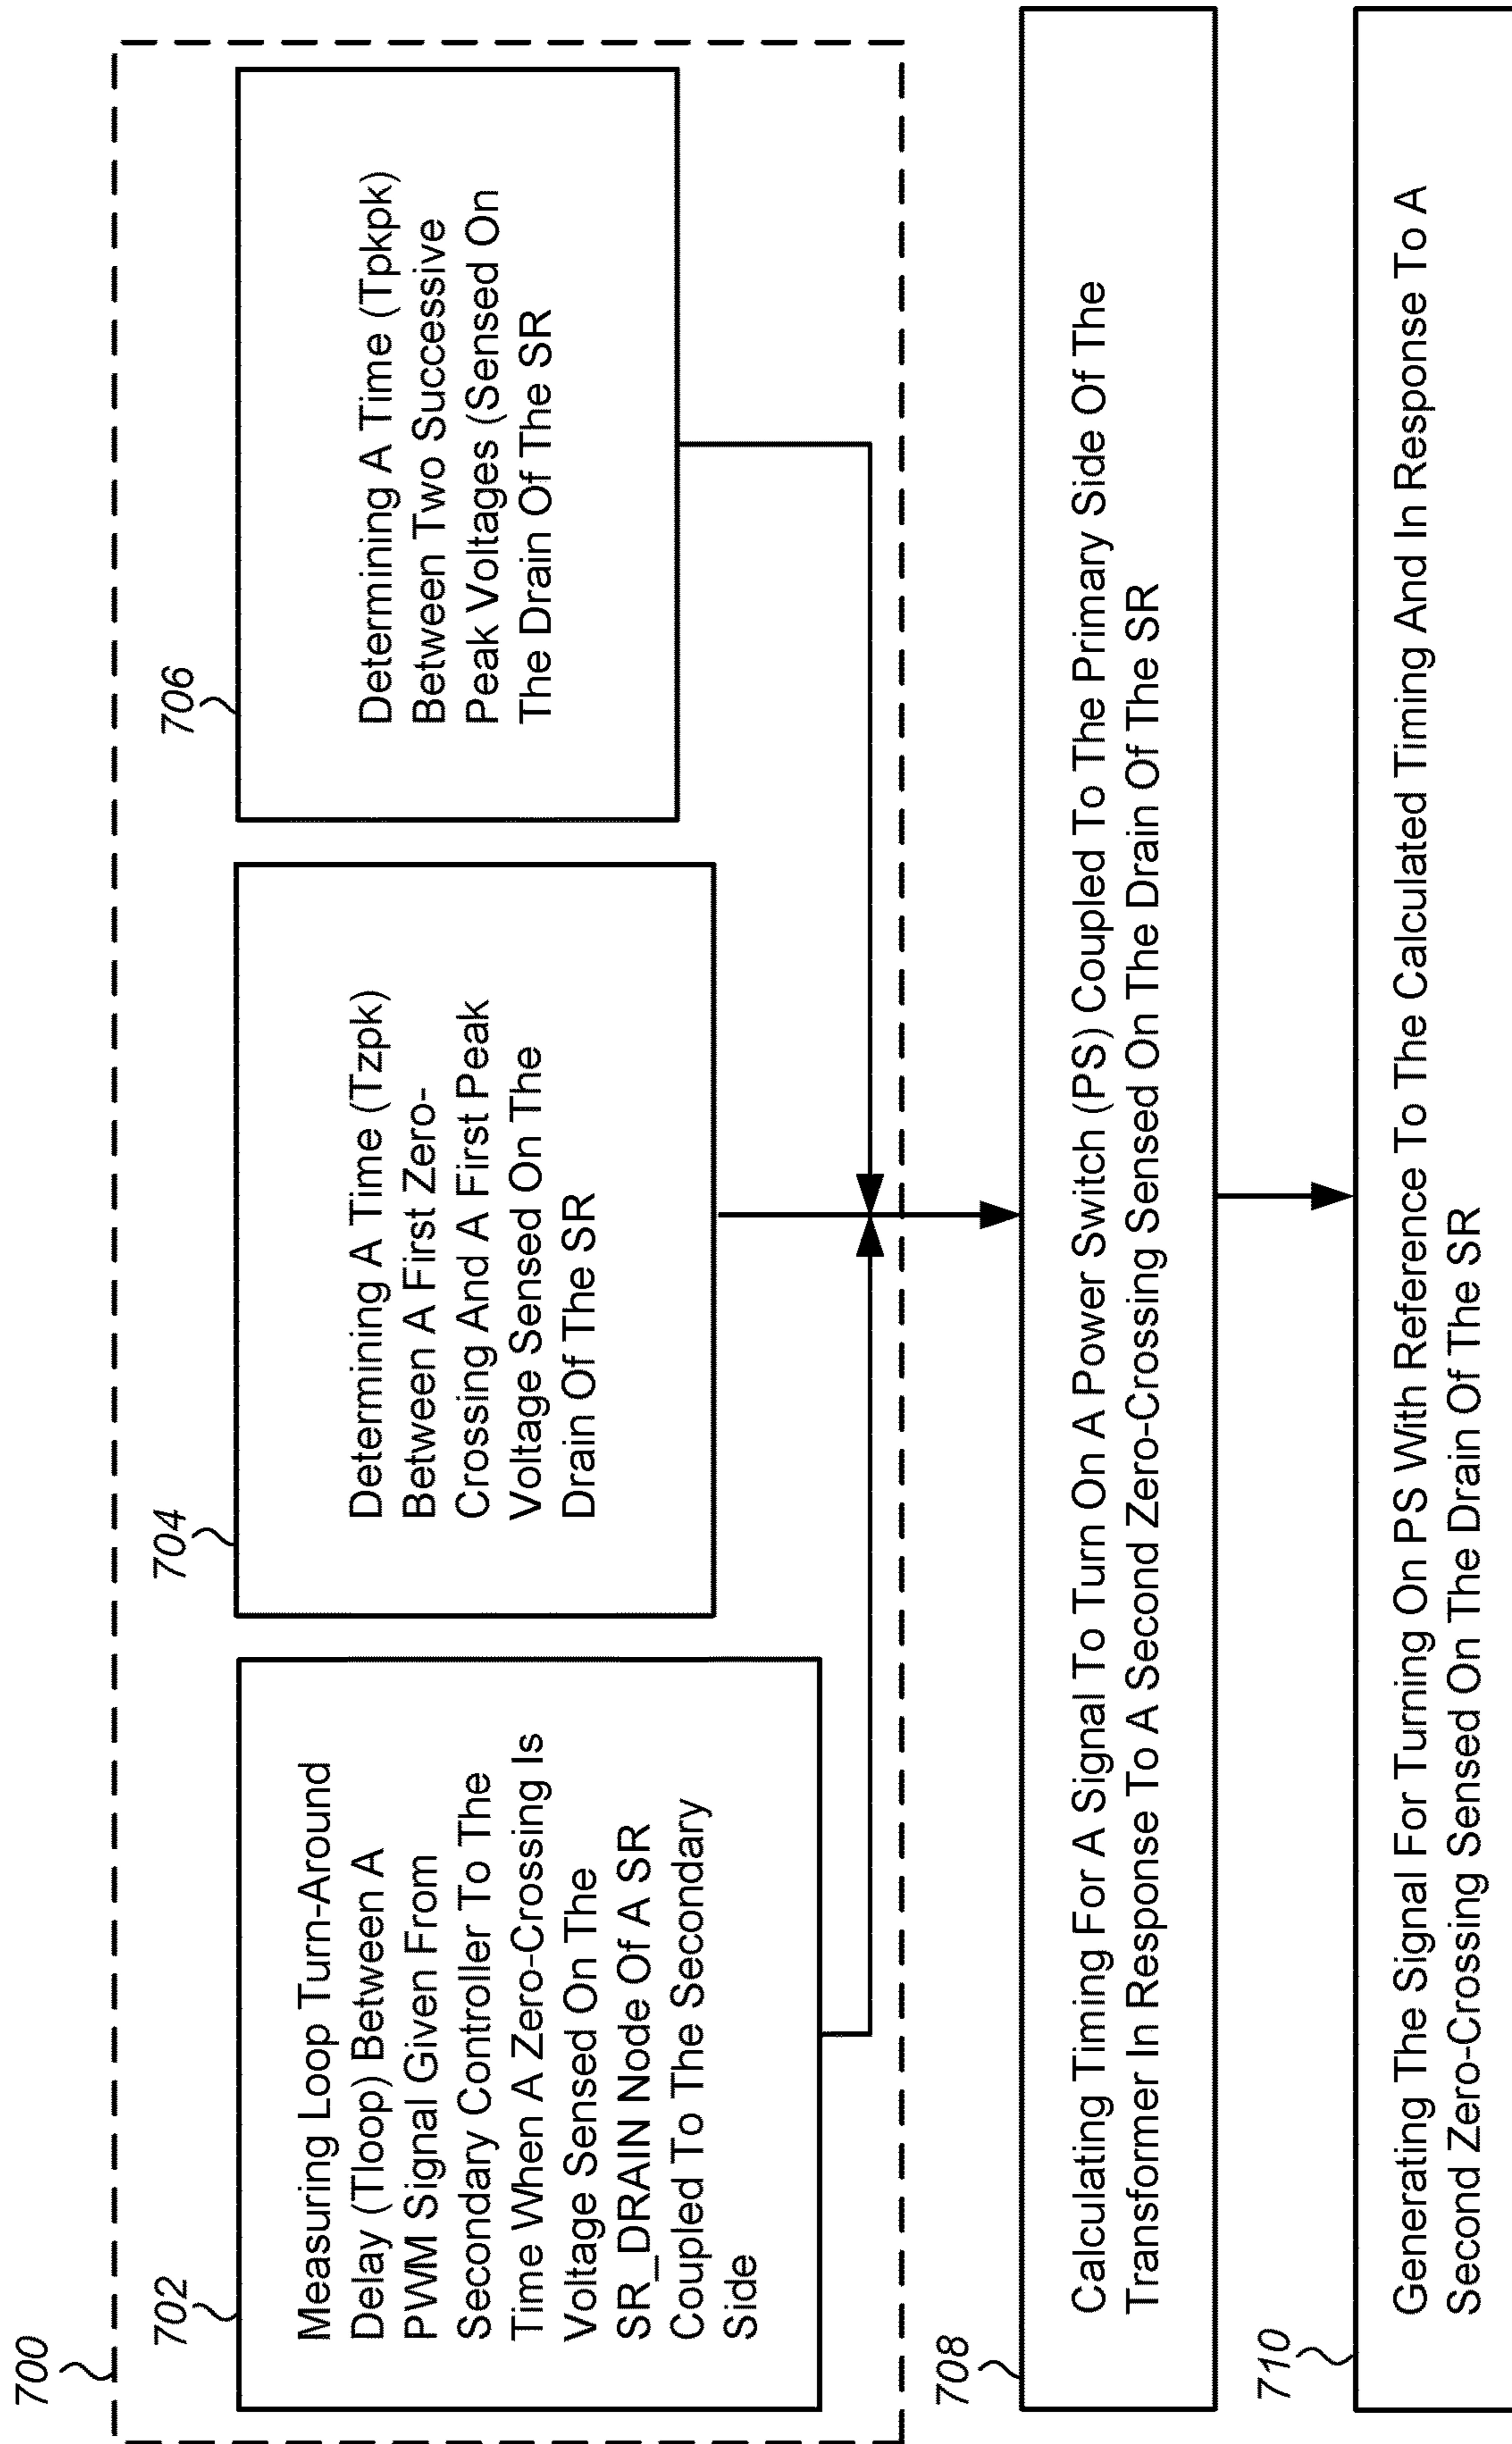 700
702
Measuring Loop Turn-Around
Delay (Tloop) Between A
PWM Signal Given From
Secondary Controller To The
Time When A Zero-Crossing Is
Voltage Sensed On The
SR_DRAIN Node Of A SR
Coupled To The Secondary
Side
704
Determining A Time (Tzpk)
Between A First Zero-
Crossing And A First Peak
Voltage Sensed On The
Drain Of The SR
706
Determining A Time (Tpkpk)
Between Two Successive
Peak Voltages (Sensed On
The Drain Of The SR
708
Calculating Timing For A Signal To Turn On A Power Switch (PS) Coupled To The Primary Side Of The
Transformer In Response To A Second Zero-Crossing Sensed On The Drain Of The SR
710
Generating The Signal For Turning On PS With Reference To The Calculated Timing And In Response To A
Second Zero-Crossing Sensed On The Drain Of The SR